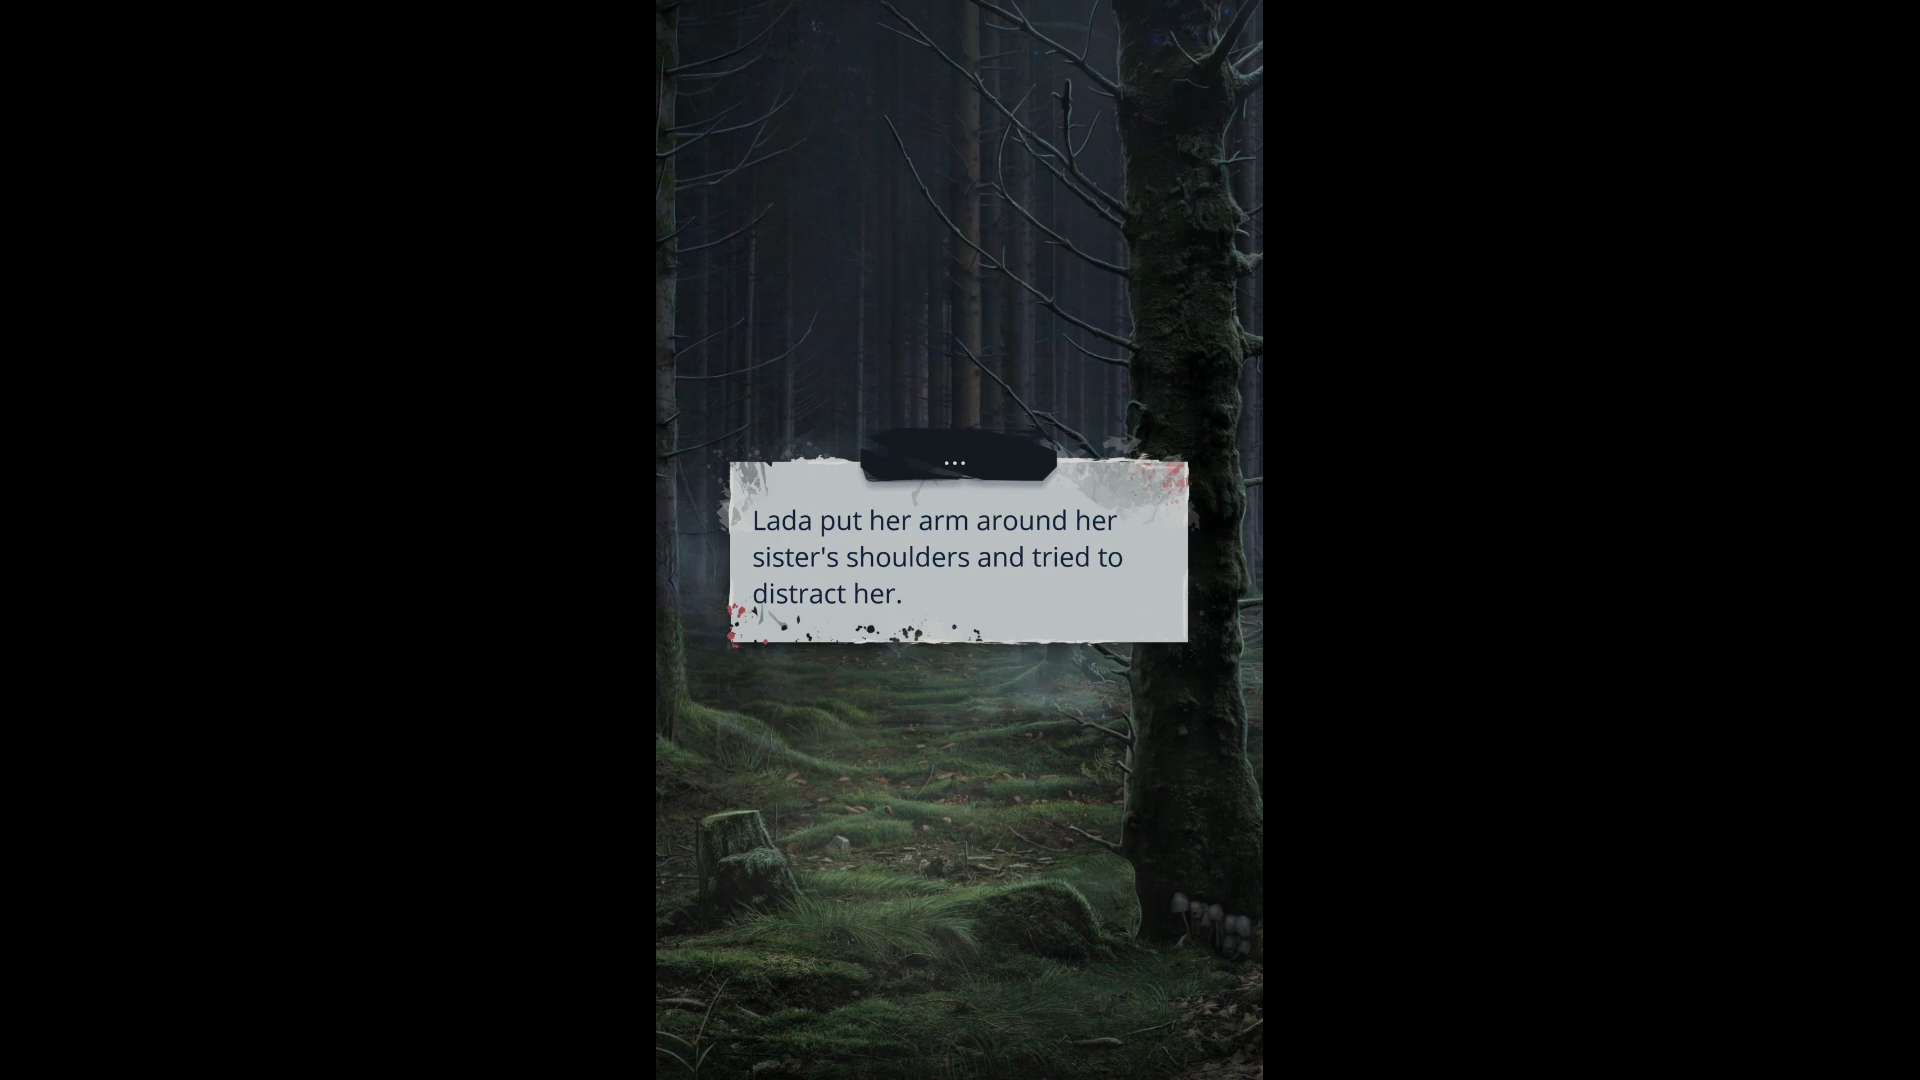 ...
Lada put her arm around her
sister's shoulders and tried to
distract her.